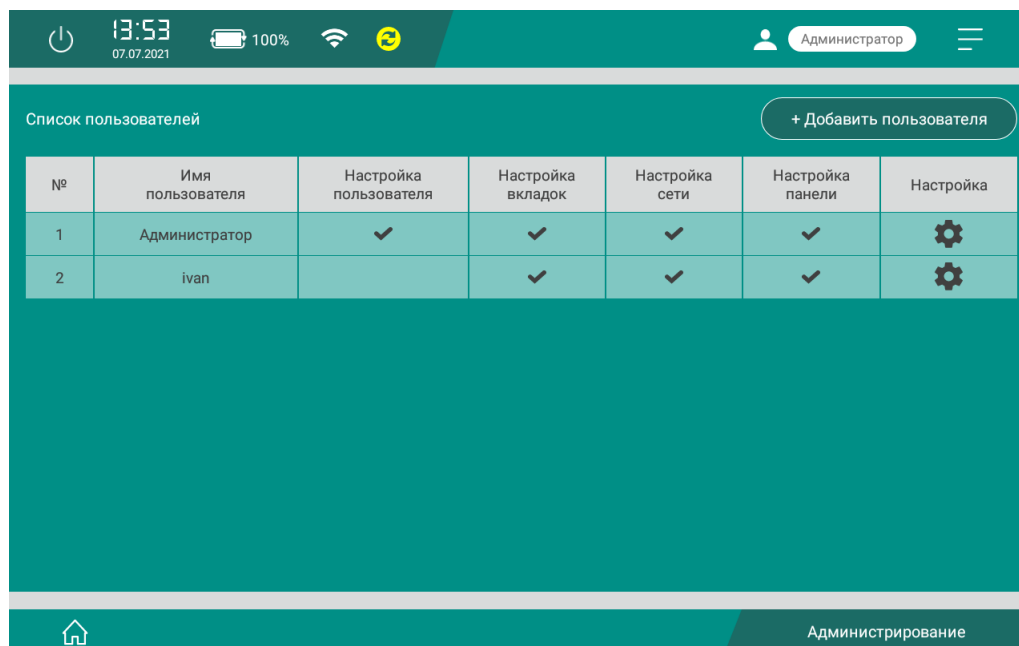 13:53
07.07.2021
100%
Администратор
Список пользователей
+ Добавить пользователя
№
Имя
пользователя
Настройка
пользователя
Настройка
вкладок
Настройка
сети
Настройка
панели
Настройка
1
Администратор
2
ivan
Администрирование